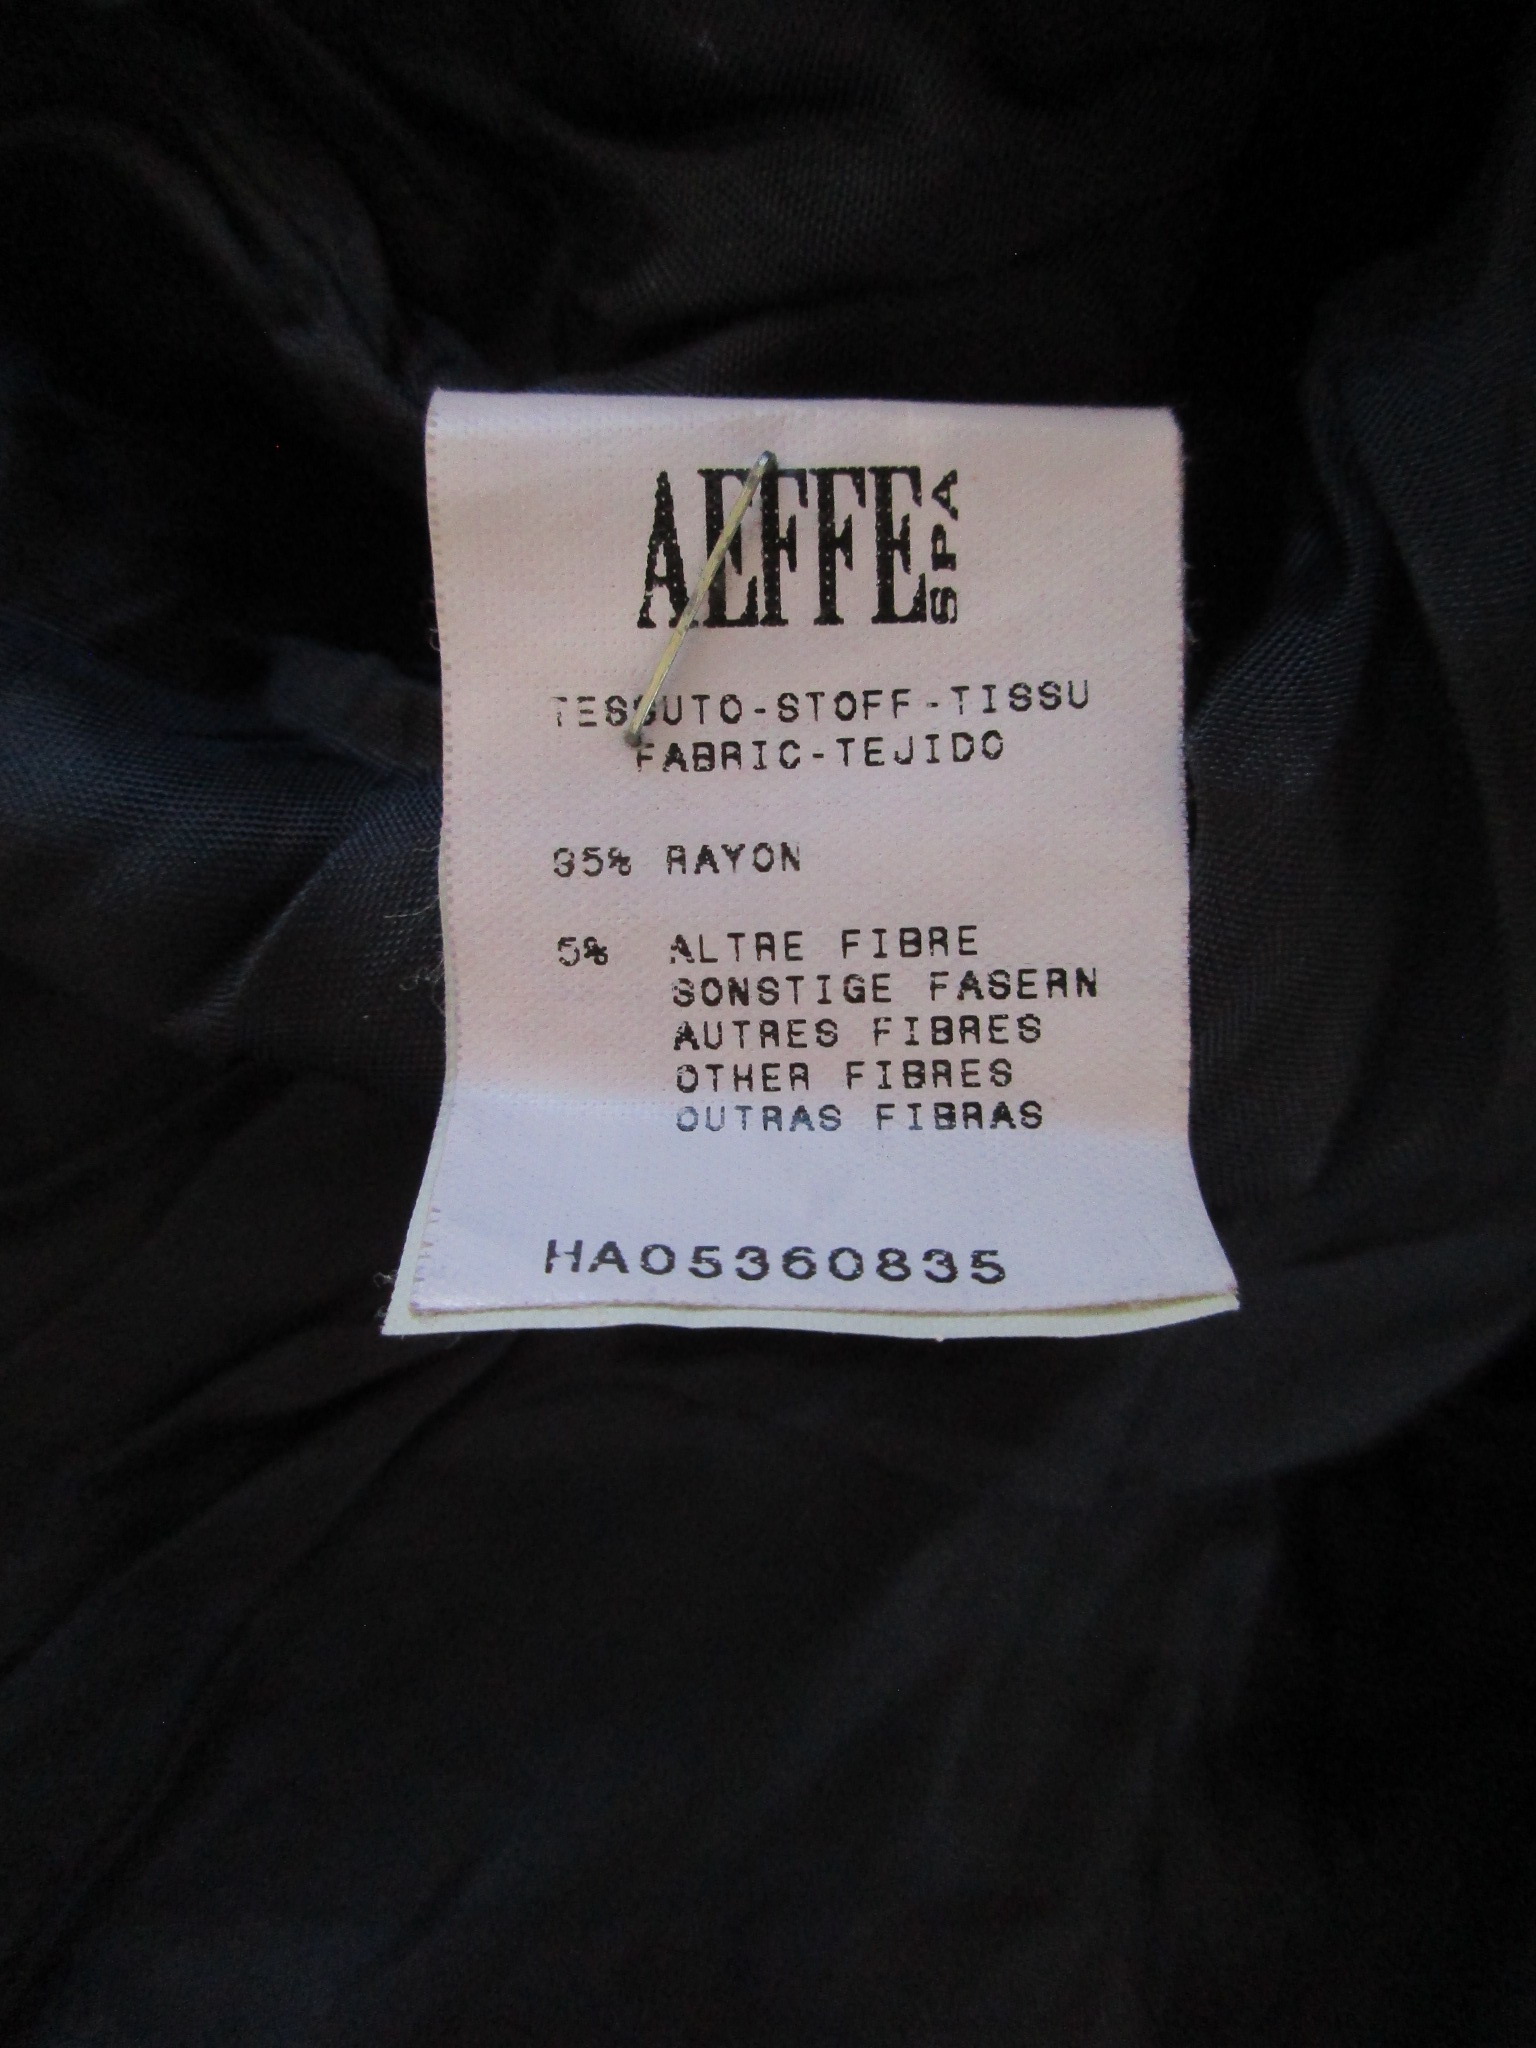 AEFFE SPA
TESSUTO-STOFF-TISSU
FABRIC-TEJIDO
95% RAYON
5% ALTRE FIBRE
SONSTIGE FASERN
AUTRES FIBRES
OTHER FIBRES
OUTRAS FIBRAS
HA05360835